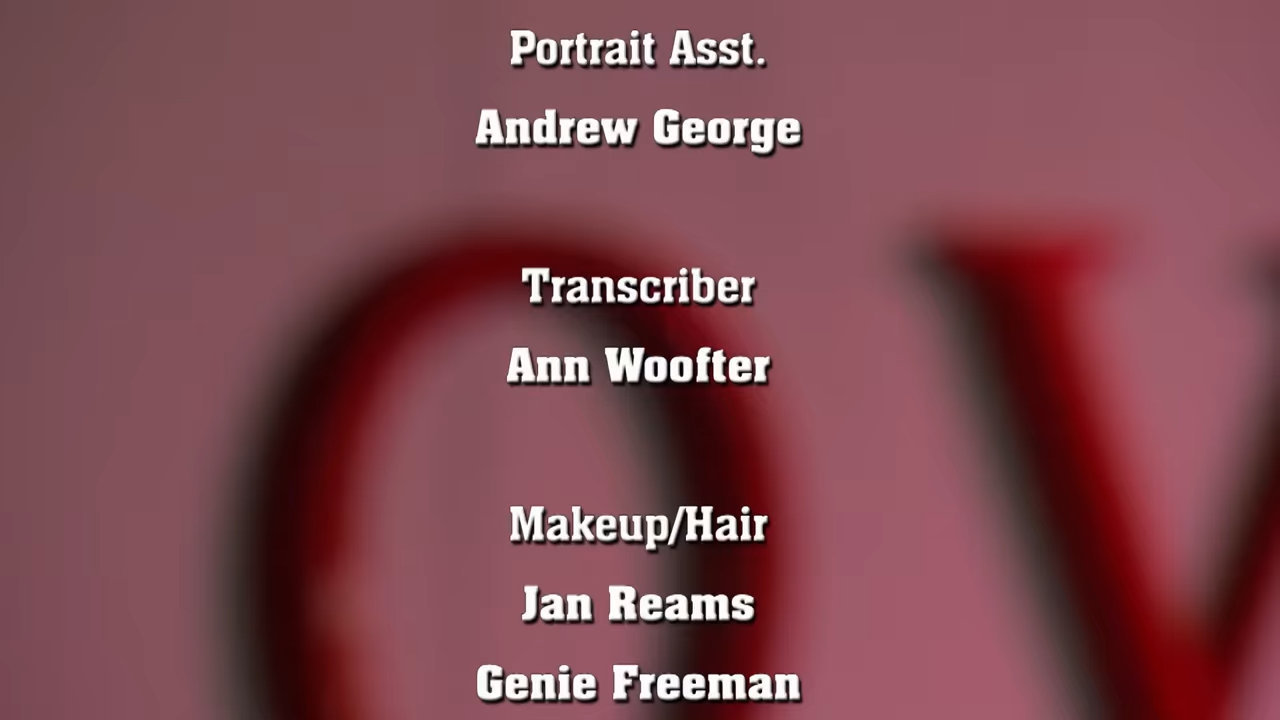 Portrait Asst.
Andrew George
Transcriber
Ann Woofter
Makeup/Hair
Jan Reams
Genie Freeman